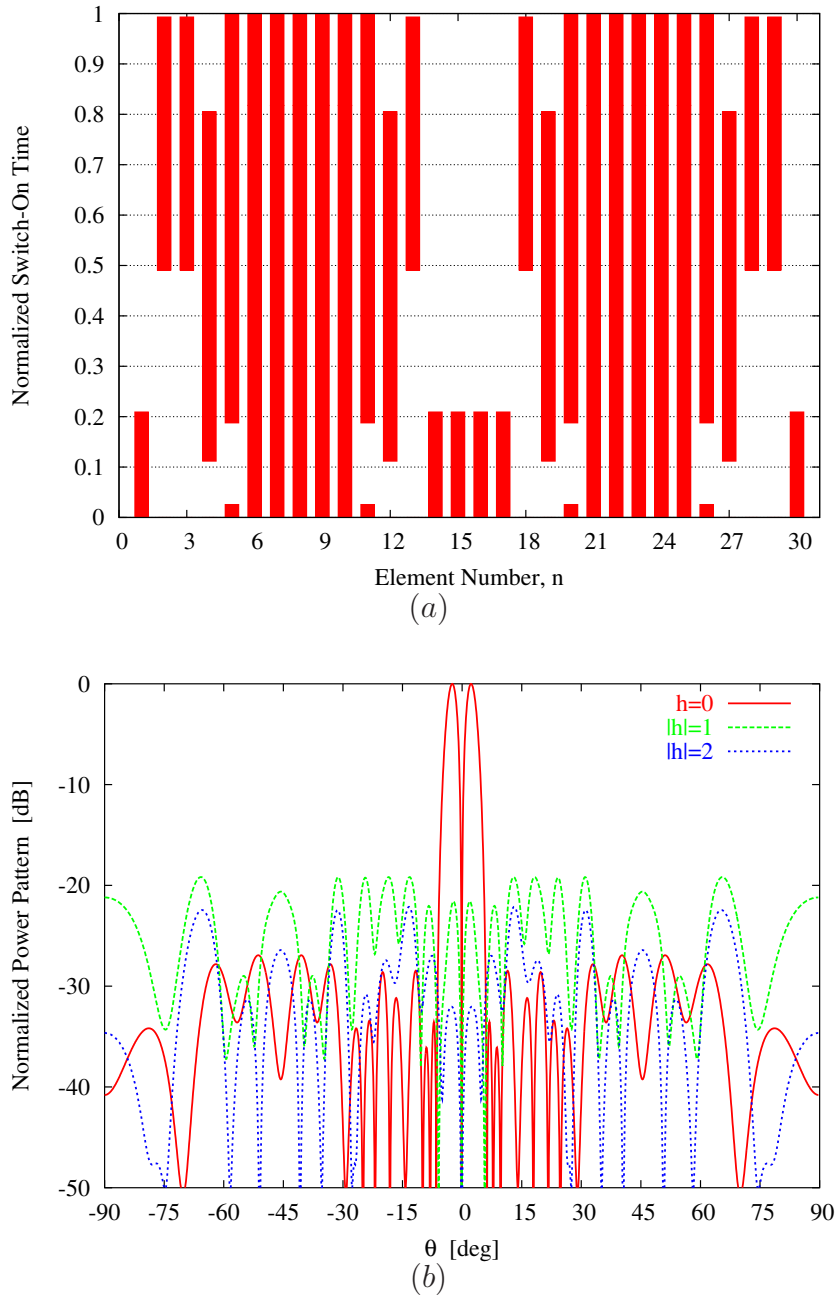 1
0.9
0.8
0.7
0.6
0.5
0.4
0.3
0.2
0.1
0
Normalized Switch-On Time
0 3 6 9 12 15 18 21 24 27 30
Element Number, n
(a)
0
-10
-20
-30
-40
-50
Normalized Power Pattern [dB]
h=0
|h|=1
|h|=2
-90 -75 -60 -45 -30 -15 0 15 30 45 60 75 90
θ [deg]
(b)